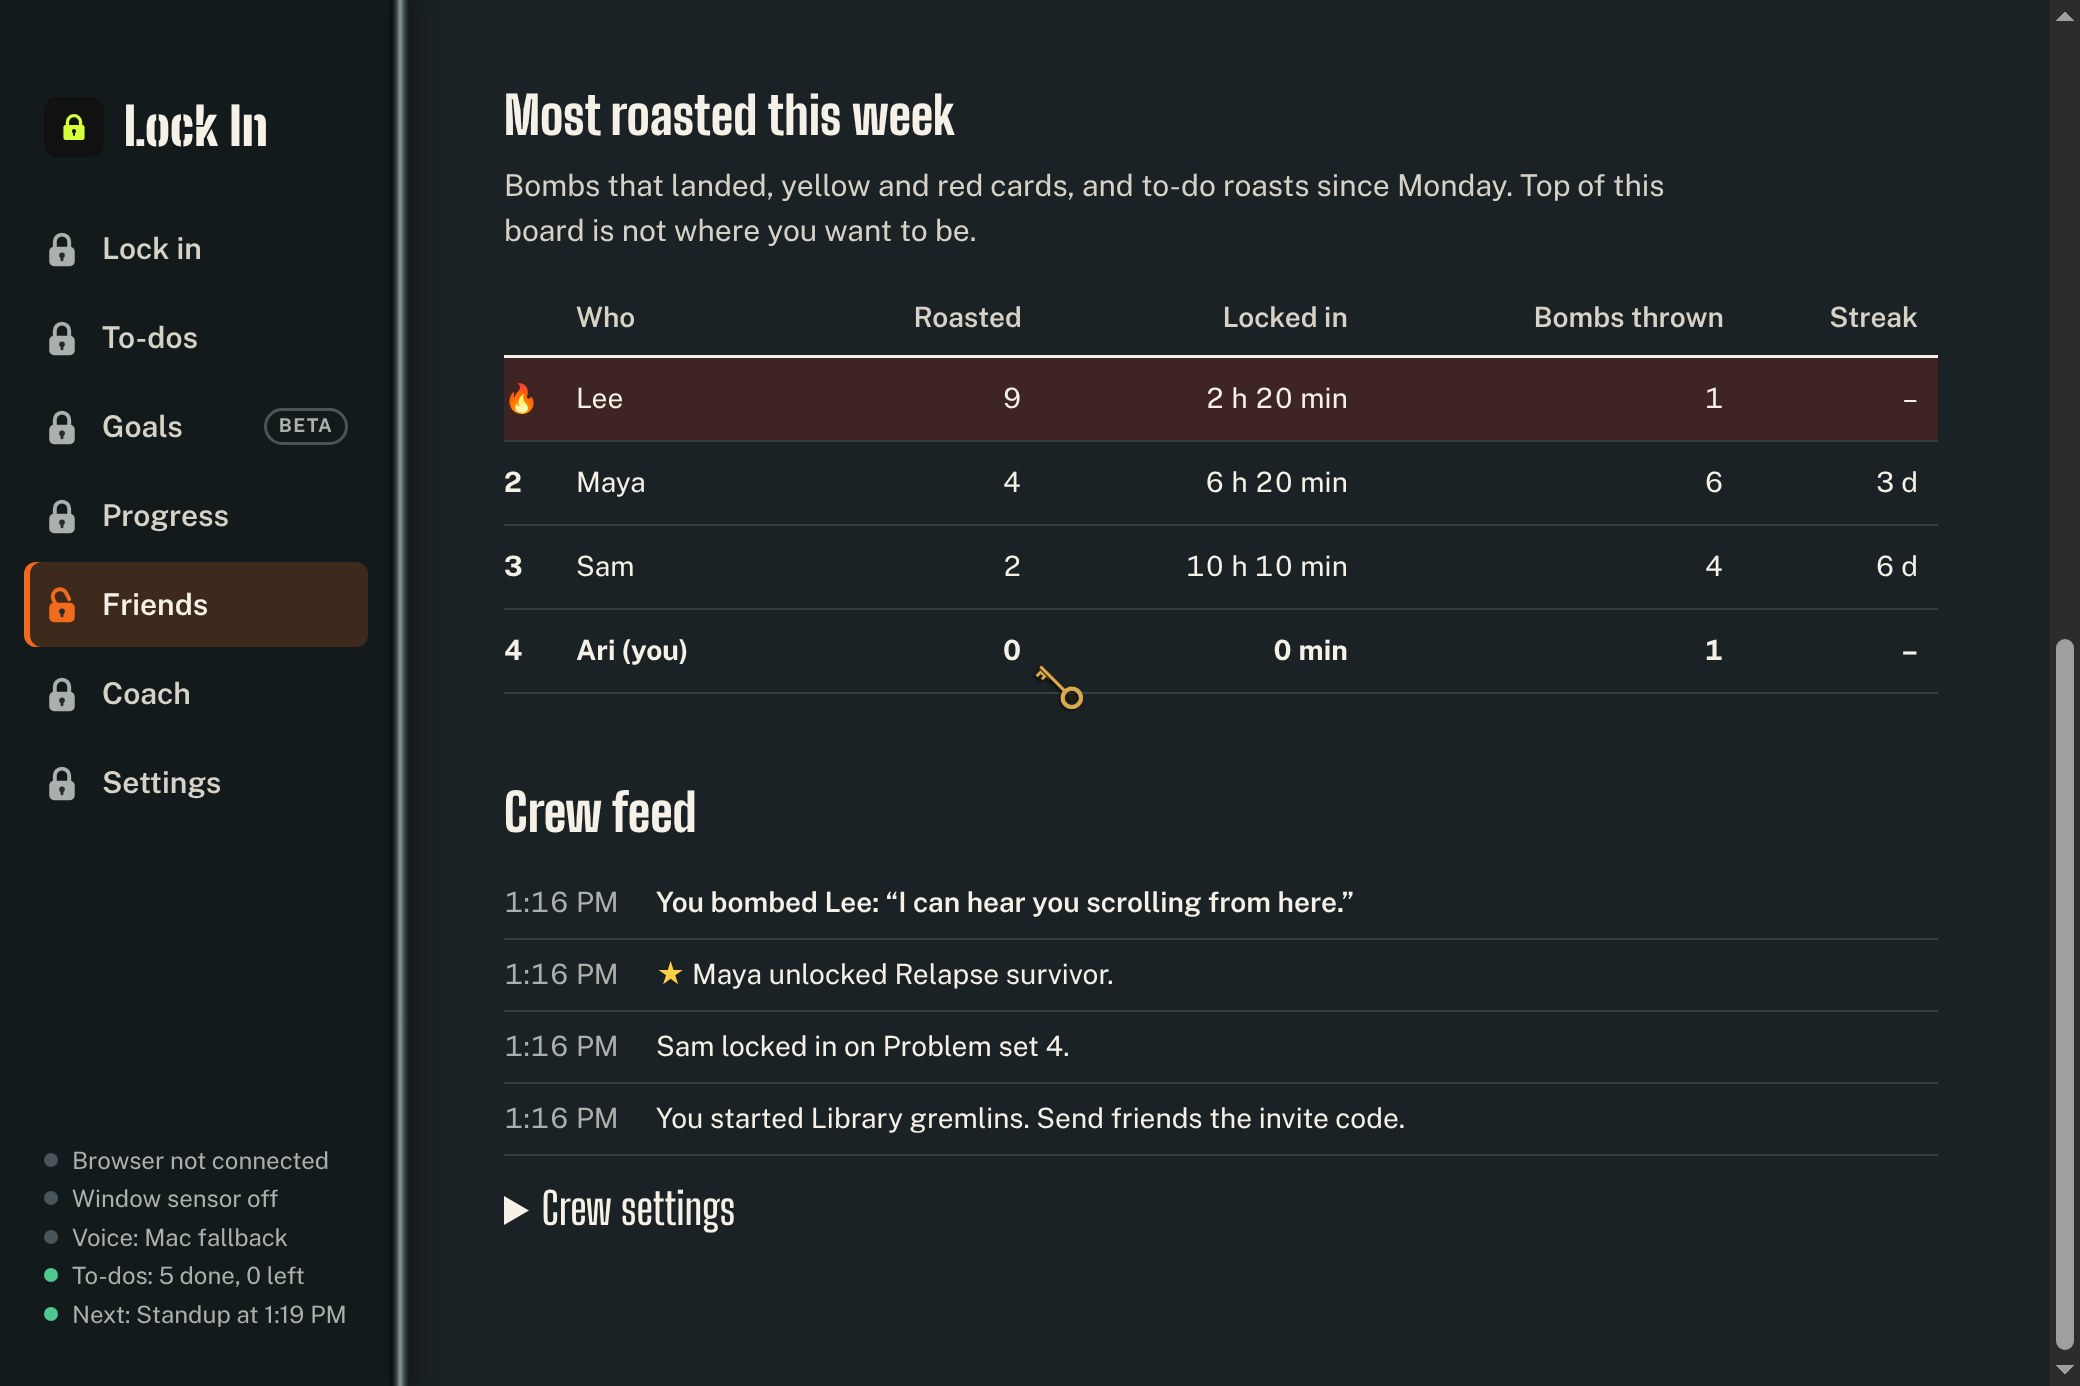 Lock In
Lock in
To-dos
Goals BETA
Progress
Friends
Coach
Settings
Browser not connected
Window sensor off
Voice: Mac fallback
To-dos: 5 done, 0 left
Next: Standup at 1:19 PM
Most roasted this week
Bombs that landed, yellow and red cards, and to-do roasts since Monday. Top of this
board is not where you want to be.
Who Roasted Locked in Bombs thrown Streak
🔥 Lee 9 2 h 20 min 1 –
2 Maya 4 6 h 20 min 6 3 d
3 Sam 2 10 h 10 min 4 6 d
4 Ari (you) 0 0 min 1 –
Crew feed
1:16 PM You bombed Lee: “I can hear you scrolling from here.”
1:16 PM ★ Maya unlocked Relapse survivor.
1:16 PM Sam locked in on Problem set 4.
1:16 PM You started Library gremlins. Send friends the invite code.
▶ Crew settings